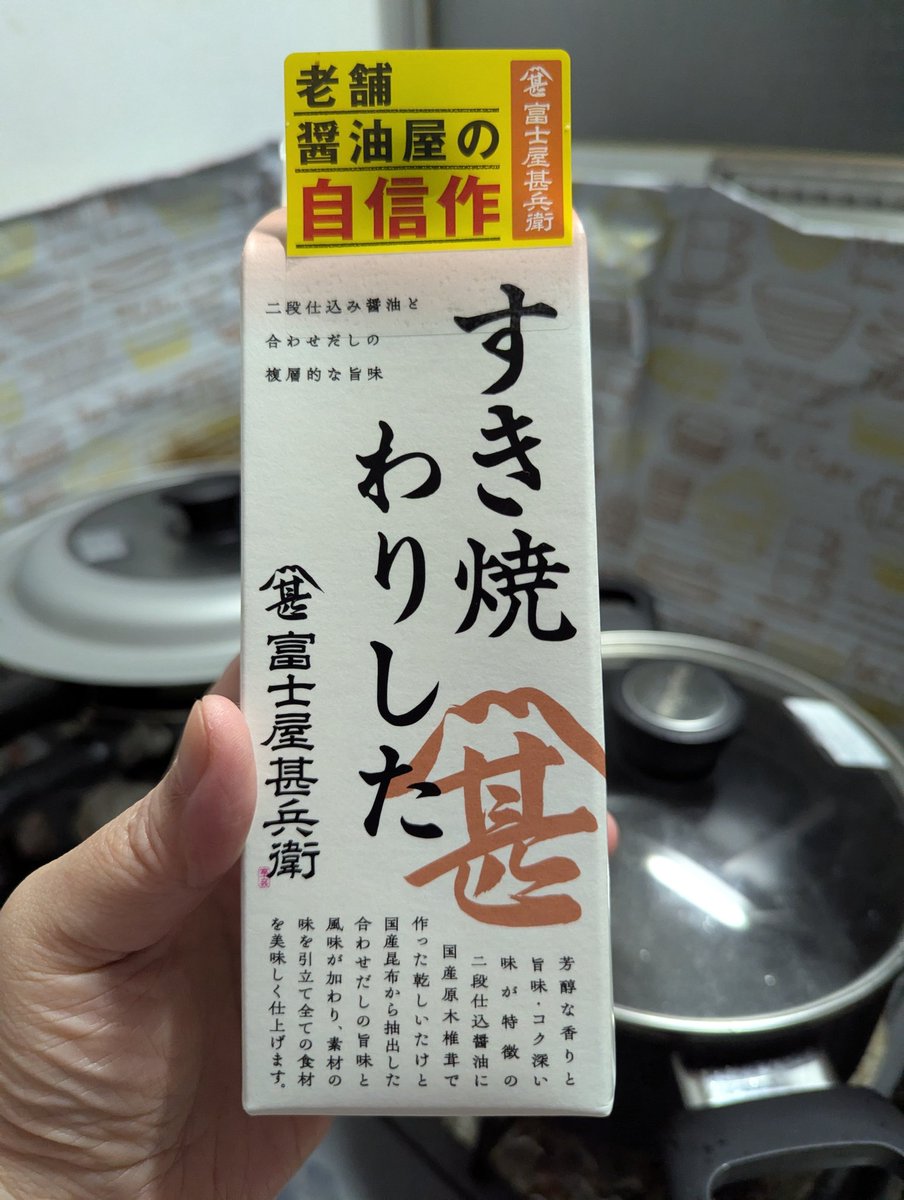 老舗
醤油屋の
自信作
甚 富士屋甚兵衛
二段仕込み醤油と
合わせだしの
複層的な旨味
すき焼
わりした
甚 富士屋甚兵衛
甚
芳醇な香りと
旨味・コク深い
味が特徴の
二段仕込醤油に
国産原木椎茸で
作った乾しいたけと
国産昆布から抽出した
合わせだしの旨味と
風味が加わり、素材の
味を引立て全ての食材
を美味しく仕上げます。